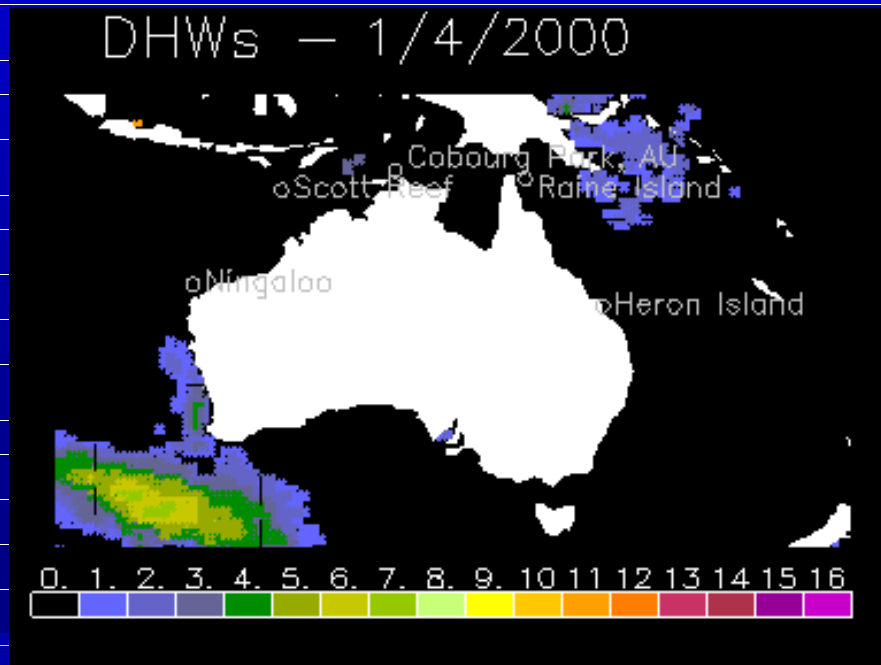 DHWs – 1/4/2000
Cobourg Park, AU
Scott Reef
Raine Island
Ningaloo
Heron Island
0. 1. 2. 3. 4. 5. 6. 7. 8. 9. 10 11 12 13 14 15 16